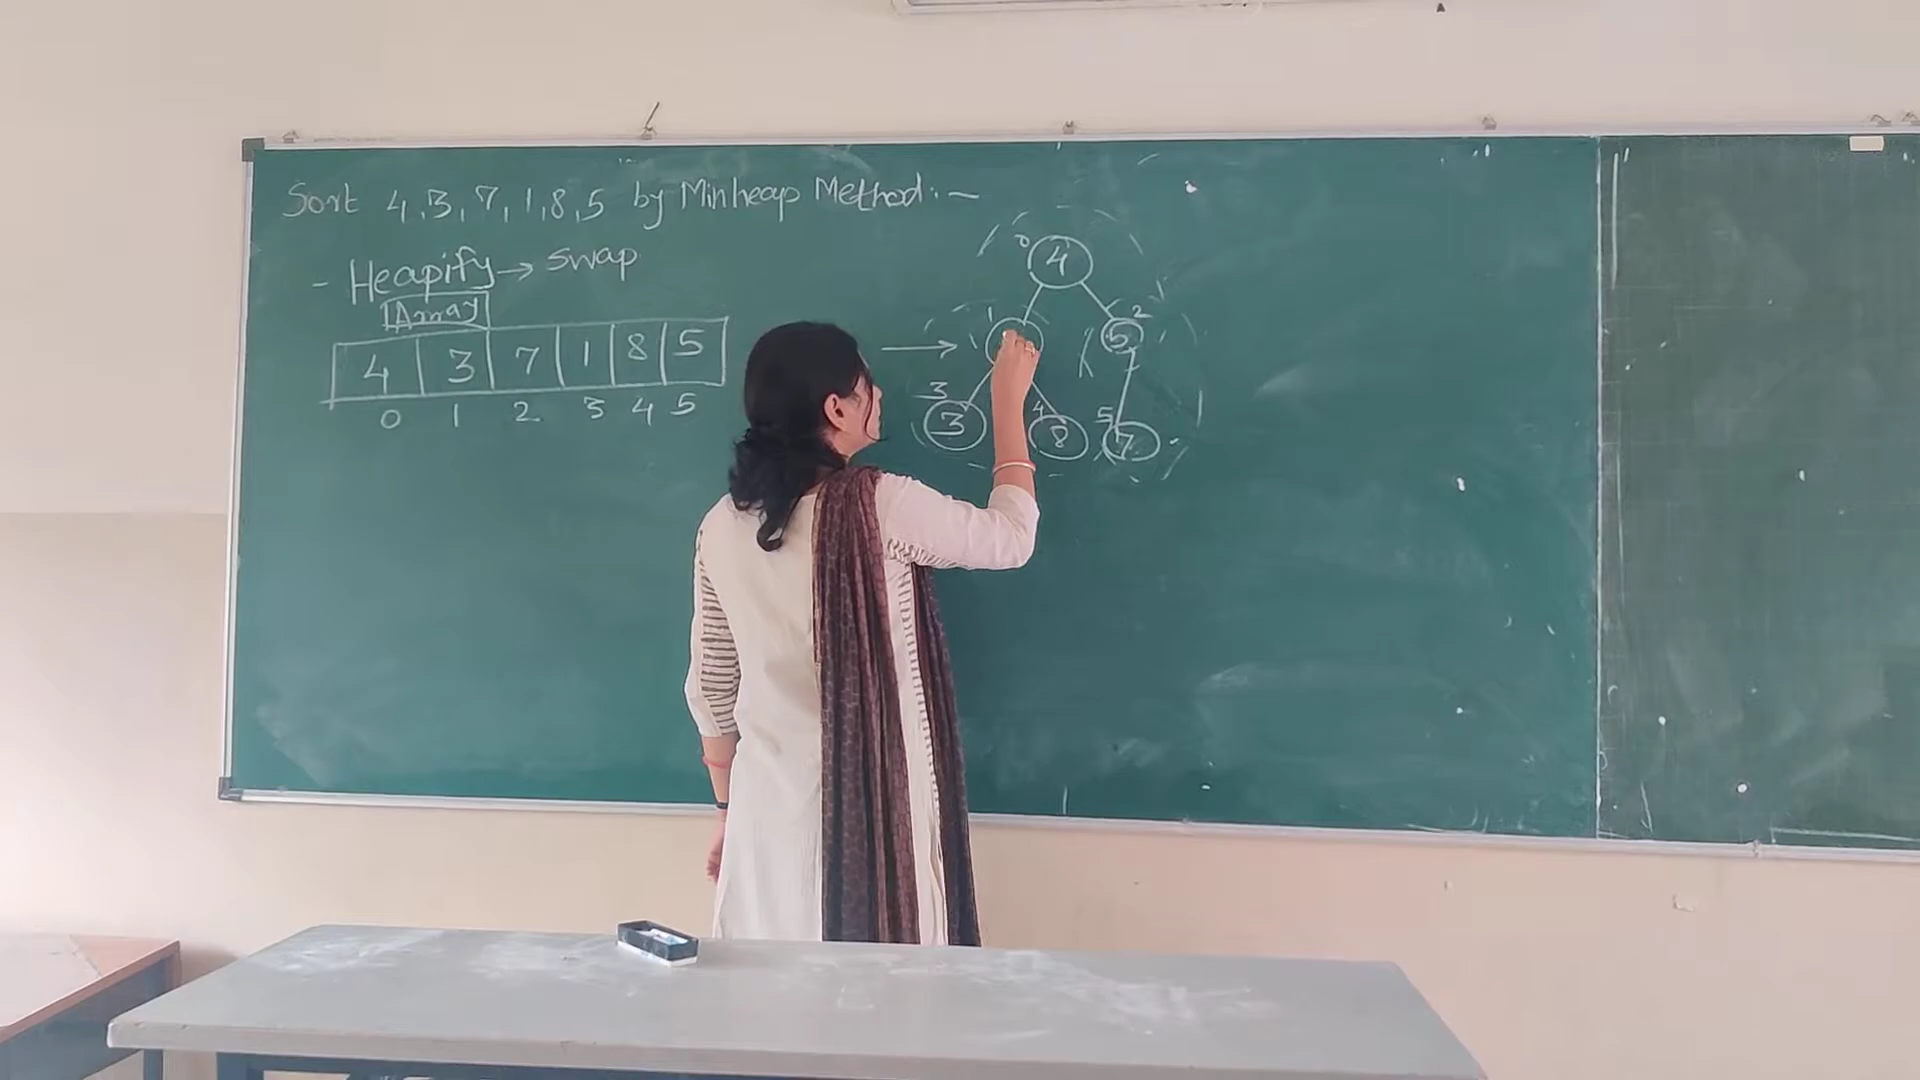 Sort 4,3,7,1,8,5 by Minheap Method:-
- Heapify → swap
Array
4 3 7 1 8 5
0 1 2 3 4 5
0 4
1 2 5
3 4 5
3 8 7